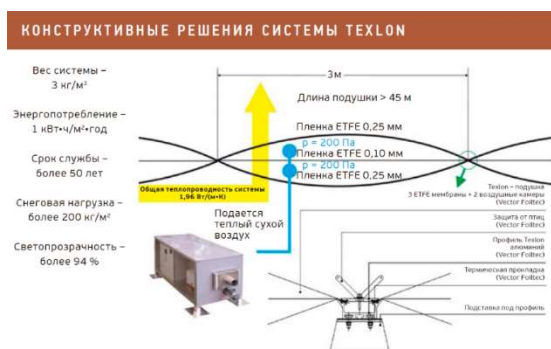 КОНСТРУКТИВНЫЕ РЕШЕНИЯ СИСТЕМЫ TEXLON
Вес системы –
3 кг/м²
Энергопотребление –
1 кВт•ч/м²•год
Срок службы –
более 50 лет
Снеговая нагрузка –
более 200 кг/м²
Светопрозрачность –
более 94 %
3м
Длина подушки > 45 м
Пленка ETFE 0,25 мм
p = 200 Па
Пленка ETFE 0,10 мм
p = 200 Па
Пленка ETFE 0,25 мм
Общая теплопроводность системы
1,96 Вт/(м•К)
Подается
теплый сухой
воздух
Texlon – подушка
3 ETFE мембраны + 2 воздушные камеры
(Vector Foiltec)
Защита от птиц
(Vector Foiltec)
Профиль Texlon
алюминий
(Vector Foiltec)
Термическая прокладка
(Vector Foiltec)
Подставка под профиль